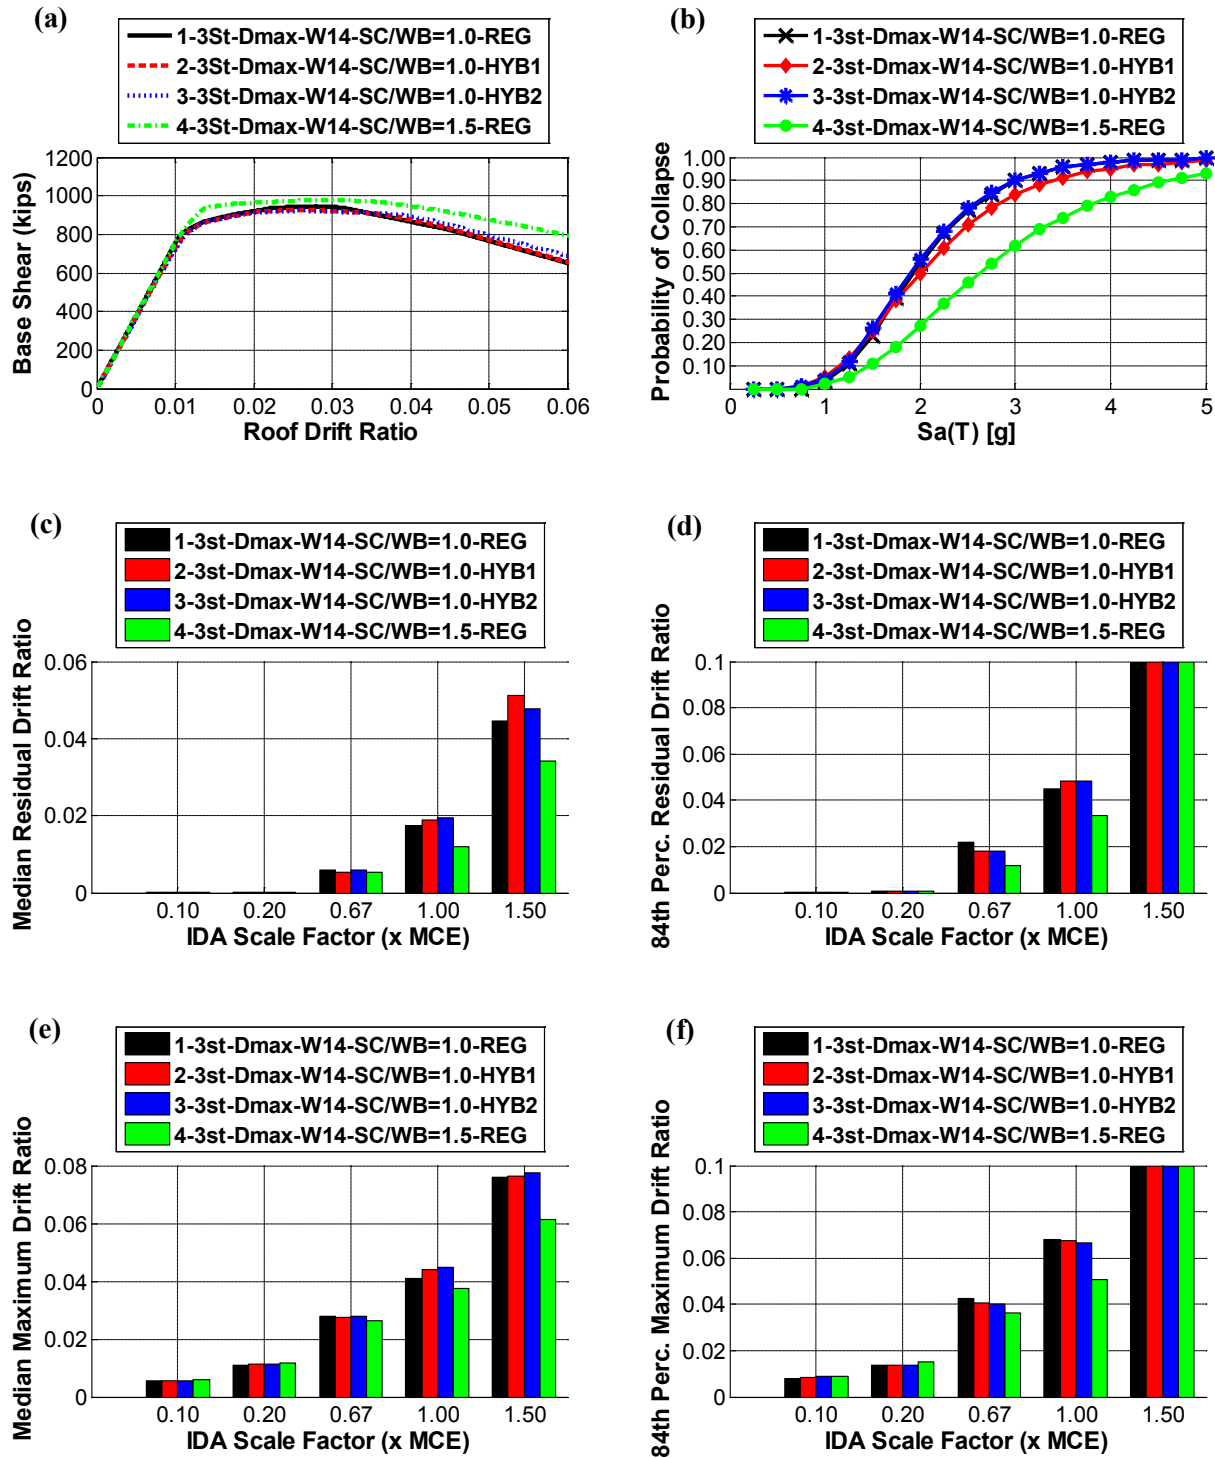 (a)
1-3St-Dmax-W14-SC/WB=1.0-REG
2-3St-Dmax-W14-SC/WB=1.0-HYB1
3-3St-Dmax-W14-SC/WB=1.0-HYB2
4-3St-Dmax-W14-SC/WB=1.5-REG
Base Shear (kips)
1200
1000
800
600
400
200
0
0 0.01 0.02 0.03 0.04 0.05 0.06
Roof Drift Ratio
(b)
1-3st-Dmax-W14-SC/WB=1.0-REG
2-3st-Dmax-W14-SC/WB=1.0-HYB1
3-3st-Dmax-W14-SC/WB=1.0-HYB2
4-3st-Dmax-W14-SC/WB=1.5-REG
Probability of Collapse
1.00
0.90
0.80
0.70
0.60
0.50
0.40
0.30
0.20
0.10
0 1 2 3 4 5
Sa(T) [g]
(c)
1-3st-Dmax-W14-SC/WB=1.0-REG
2-3st-Dmax-W14-SC/WB=1.0-HYB1
3-3st-Dmax-W14-SC/WB=1.0-HYB2
4-3st-Dmax-W14-SC/WB=1.5-REG
Median Residual Drift Ratio
0.06
0.04
0.02
0
0.10 0.20 0.67 1.00 1.50
IDA Scale Factor (x MCE)
(d)
1-3st-Dmax-W14-SC/WB=1.0-REG
2-3st-Dmax-W14-SC/WB=1.0-HYB1
3-3st-Dmax-W14-SC/WB=1.0-HYB2
4-3st-Dmax-W14-SC/WB=1.5-REG
84th Perc. Residual Drift Ratio
0.1
0.08
0.06
0.04
0.02
0
0.10 0.20 0.67 1.00 1.50
IDA Scale Factor (x MCE)
(e)
1-3st-Dmax-W14-SC/WB=1.0-REG
2-3st-Dmax-W14-SC/WB=1.0-HYB1
3-3st-Dmax-W14-SC/WB=1.0-HYB2
4-3st-Dmax-W14-SC/WB=1.5-REG
Median Maximum Drift Ratio
0.08
0.06
0.04
0.02
0
0.10 0.20 0.67 1.00 1.50
IDA Scale Factor (x MCE)
(f)
1-3st-Dmax-W14-SC/WB=1.0-REG
2-3st-Dmax-W14-SC/WB=1.0-HYB1
3-3st-Dmax-W14-SC/WB=1.0-HYB2
4-3st-Dmax-W14-SC/WB=1.5-REG
84th Perc. Maximum Drift Ratio
0.1
0.08
0.06
0.04
0.02
0
0.10 0.20 0.67 1.00 1.50
IDA Scale Factor (x MCE)